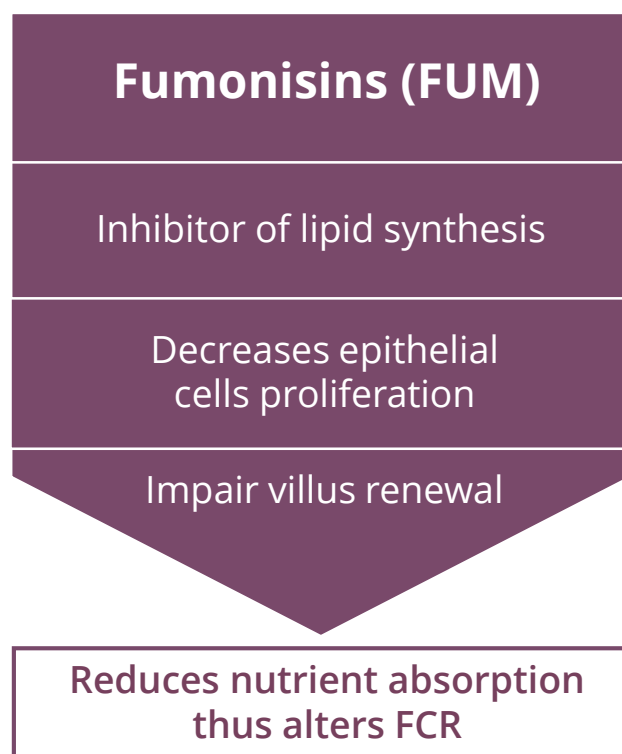 Fumonisins (FUM)
Inhibitor of lipid synthesis
Decreases epithelial
cells proliferation
Impair villus renewal
Reduces nutrient absorption
thus alters FCR